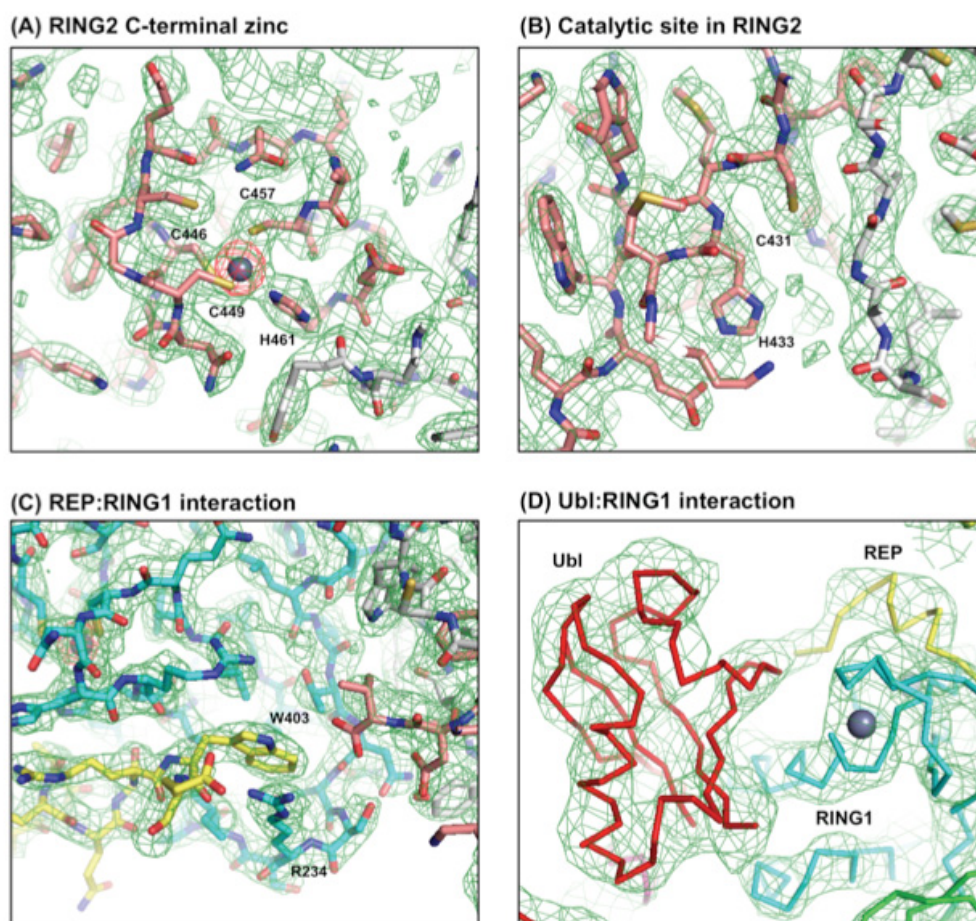 (A) RING2 C-terminal zinc
C457
C446
C449
H461
(B) Catalytic site in RING2
C431
H433
(C) REP:RING1 interaction
W403
R234
(D) Ubl:RING1 interaction
Ubl
REP
RING1